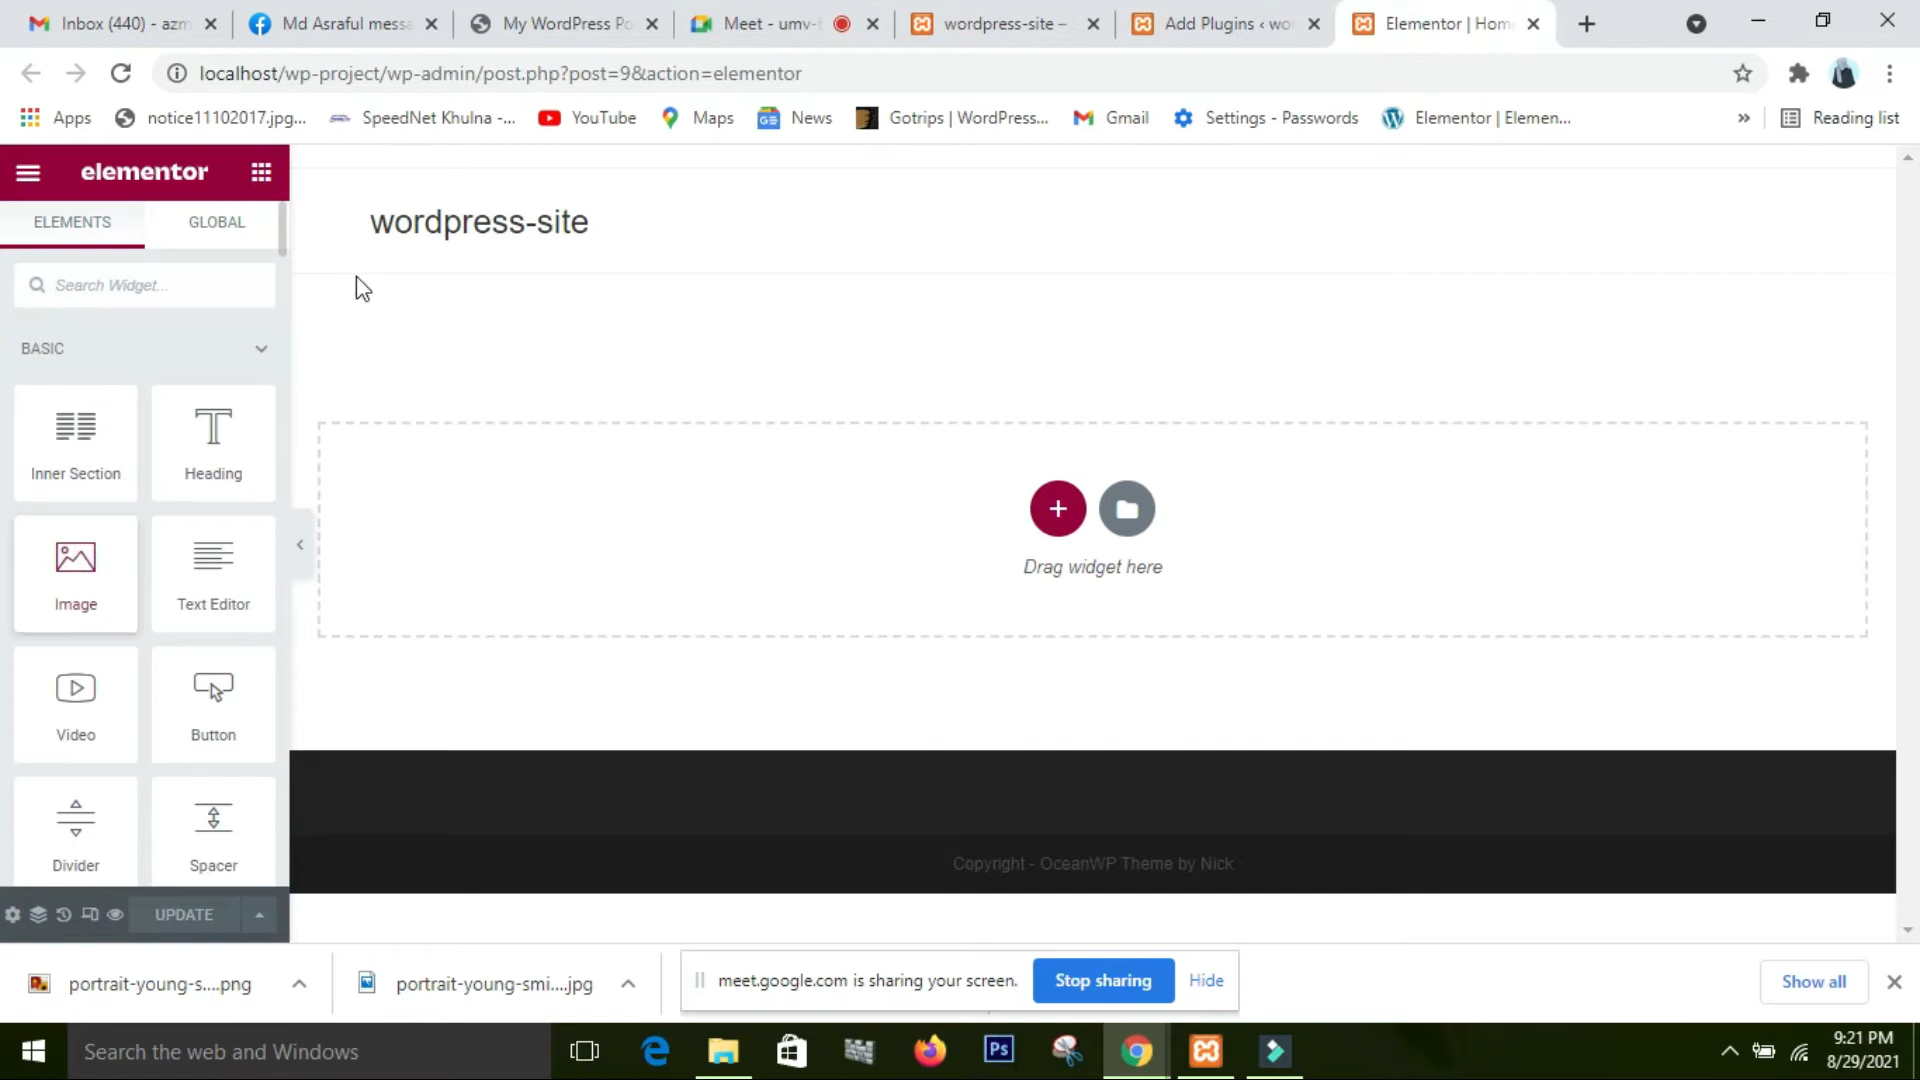 Inbox (440) - azm
Md Asraful messa
My WordPress Po
Meet - umv-
wordpress-site –
Add Plugins ‹ wo
Elementor | Hom
localhost/wp-project/wp-admin/post.php?post=9&action=elementor
Apps
notice11102017.jpg...
SpeedNet Khulna -...
YouTube
Maps
News
Gotrips | WordPress...
Gmail
Settings - Passwords
Elementor | Elemen...
»
Reading list
elementor
ELEMENTS
GLOBAL
wordpress-site
Search Widget...
BASIC
Inner Section
Heading
Image
Text Editor
Drag widget here
Video
Button
Divider
Spacer
Copyright - OceanWP Theme by Nick
UPDATE
portrait-young-s....png
portrait-young-smi....jpg
meet.google.com is sharing your screen.
Stop sharing
Hide
Show all
Search the web and Windows
Ps
9:21 PM
8/29/2021